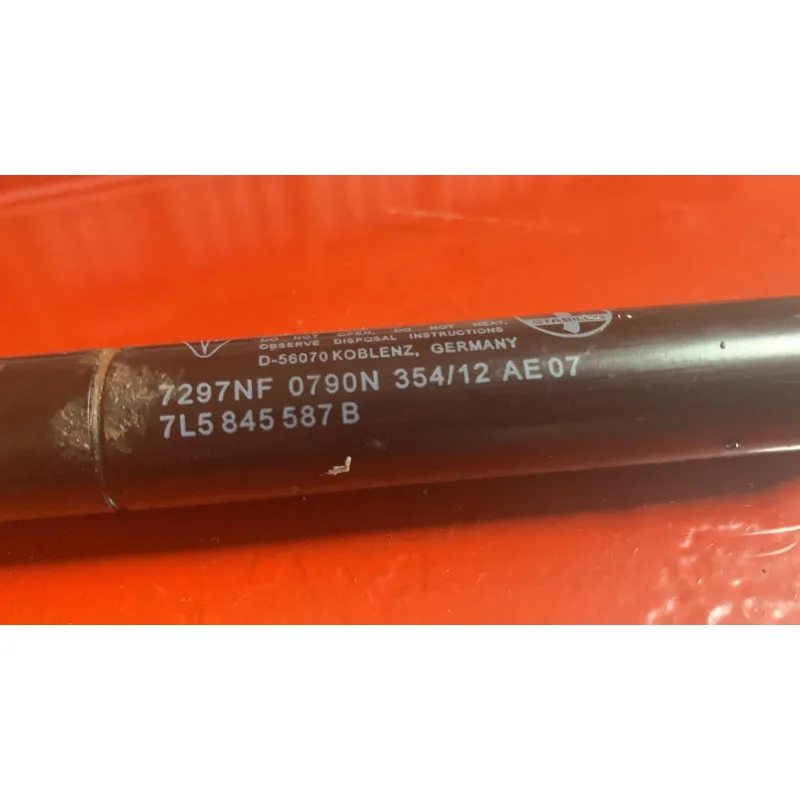 DO NOT OPEN, DO NOT HEAT,
OBSERVE DISPOSAL INSTRUCTIONS
STABILUS
D-56070 KOBLENZ, GERMANY
7297NF 0790N 354/12 AE 07
7L5 845 587 B